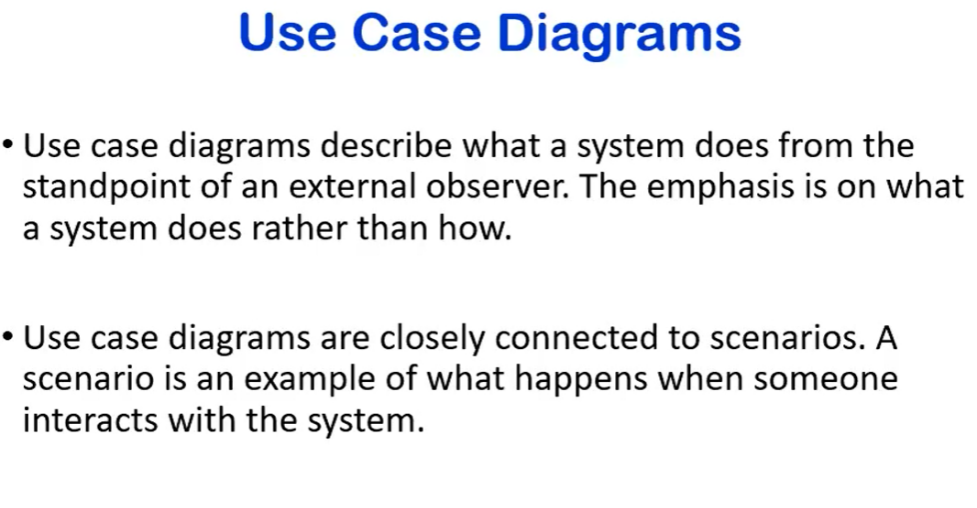 Use Case Diagrams
• Use case diagrams describe what a system does from the
standpoint of an external observer. The emphasis is on what
a system does rather than how.
• Use case diagrams are closely connected to scenarios. A
scenario is an example of what happens when someone
interacts with the system.